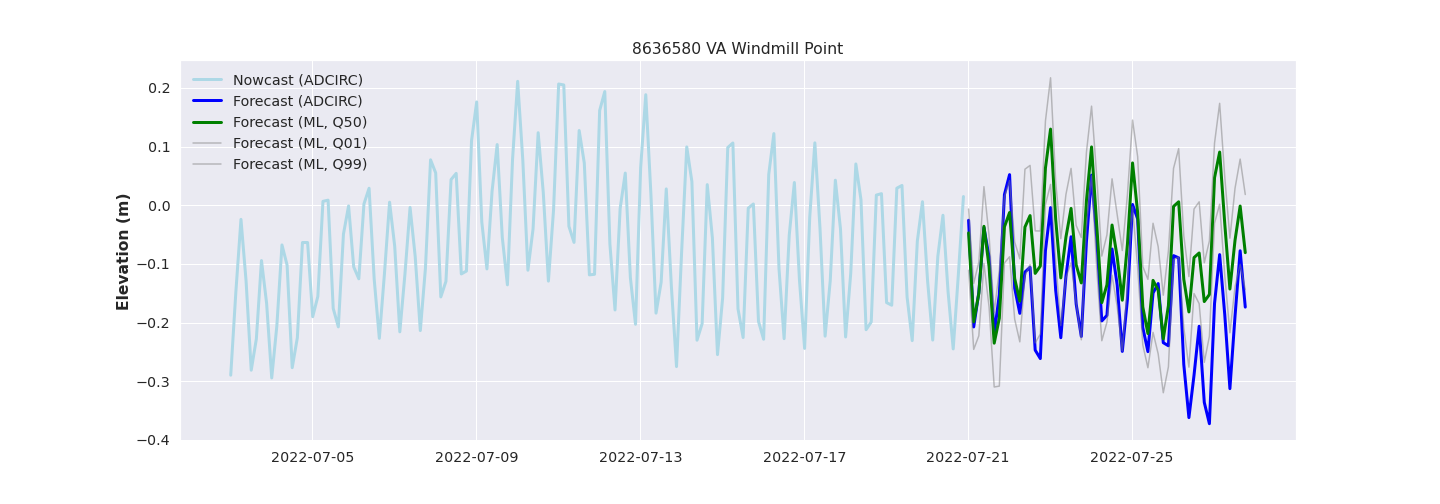 8636580 VA Windmill Point
Nowcast (ADCIRC)
Forecast (ADCIRC)
Forecast (ML, Q50)
Forecast (ML, Q01)
Forecast (ML, Q99)
Elevation (m)
0.2
0.1
0.0
−0.1
−0.2
−0.3
−0.4
2022-07-05 2022-07-09 2022-07-13 2022-07-17 2022-07-21 2022-07-25